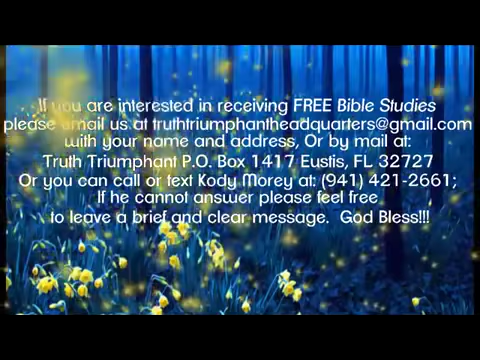 If you are interested in receiving FREE Bible Studies
please email us at truthtriumphantheadquarters@gmail.com
with your name and address, Or by mail at:
Truth Triumphant P.O. Box 1417 Eustis, FL 32727
Or you can call or text Kody Morey at: (941) 421-2661;
If he cannot answer please feel free
to leave a brief and clear message.  God Bless!!!